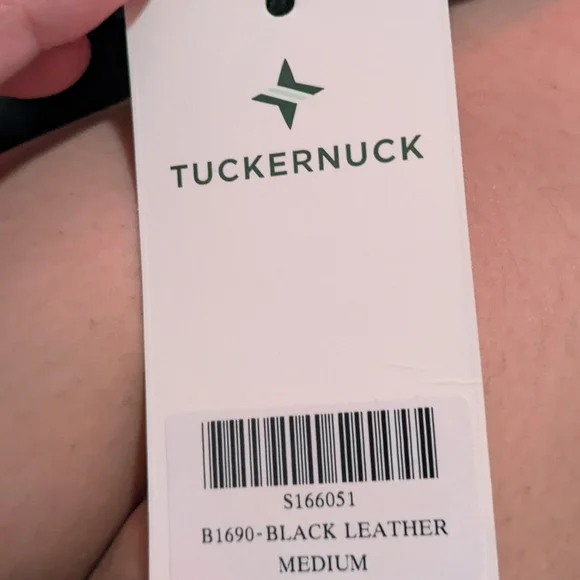 TUCKERNUCK
S166051
B1690-BLACK LEATHER
MEDIUM